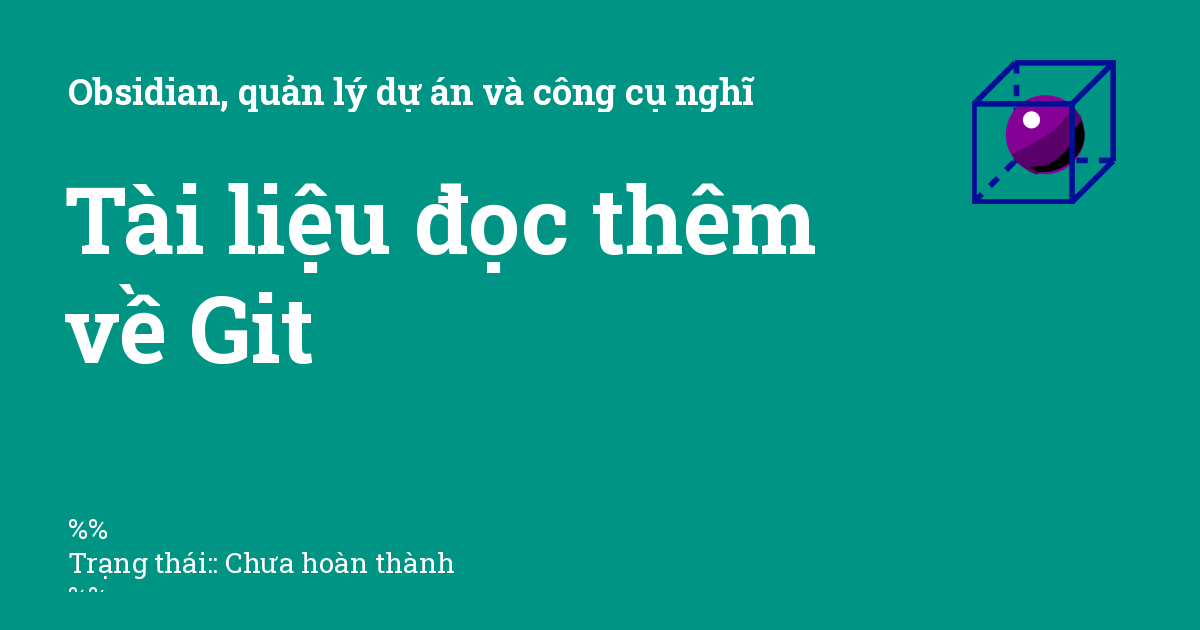 Obsidian, quản lý dự án và công cụ nghĩ
Tài liệu đọc thêm
về Git
%%
Trạng thái:: Chưa hoàn thành
%%